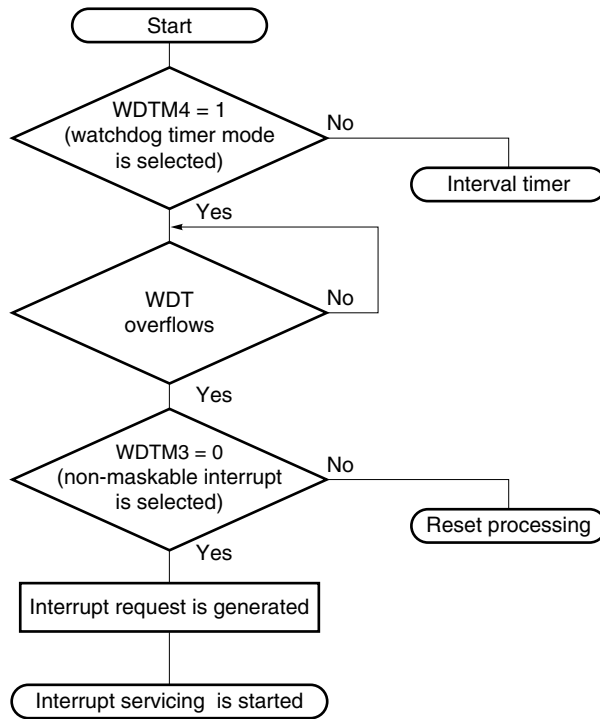 Start
WDTM4 = 1
(watchdog timer mode
is selected)
No
Interval timer
Yes
WDT
overflows
No
Yes
WDTM3 = 0
(non-maskable interrupt
is selected)
No
Reset processing
Yes
Interrupt request is generated
Interrupt servicing is started